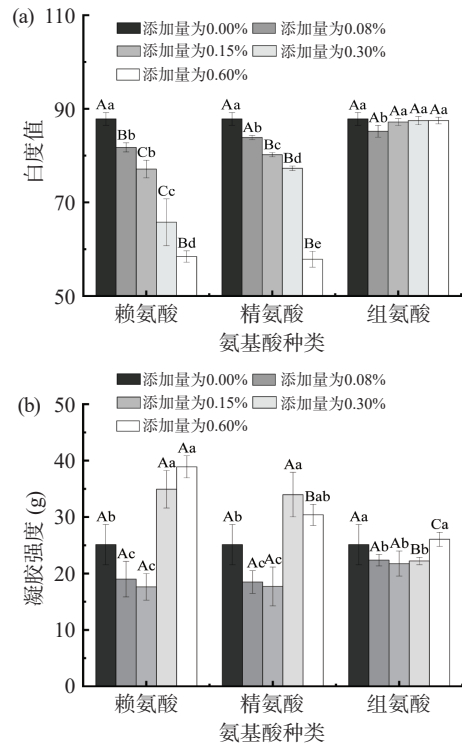 (a)
添加量为0.00% 添加量为0.08%
添加量为0.15% 添加量为0.30%
添加量为0.60%
110
90
70
50
白度值
Aa Bb Cb Cc Bd
Aa Ab Bc Bd Be
Aa Ab Aa Aa Aa
赖氨酸 精氨酸 组氨酸
氨基酸种类
(b)
添加量为0.00% 添加量为0.08%
添加量为0.15% 添加量为0.30%
添加量为0.60%
50
40
30
20
10
0
凝胶强度 (g)
Ab Ac Ac Aa Aa
Ab Ac Ac Aa Bab
Aa Ab Ab Bb Ca
赖氨酸 精氨酸 组氨酸
氨基酸种类